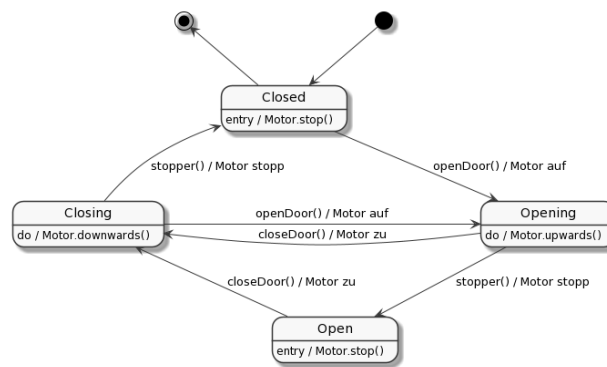 Closed
entry / Motor.stop()
stopper() / Motor stopp
openDoor() / Motor auf
Closing
do / Motor.downwards()
openDoor() / Motor auf
closeDoor() / Motor zu
Opening
do / Motor.upwards()
closeDoor() / Motor zu
stopper() / Motor stopp
Open
entry / Motor.stop()